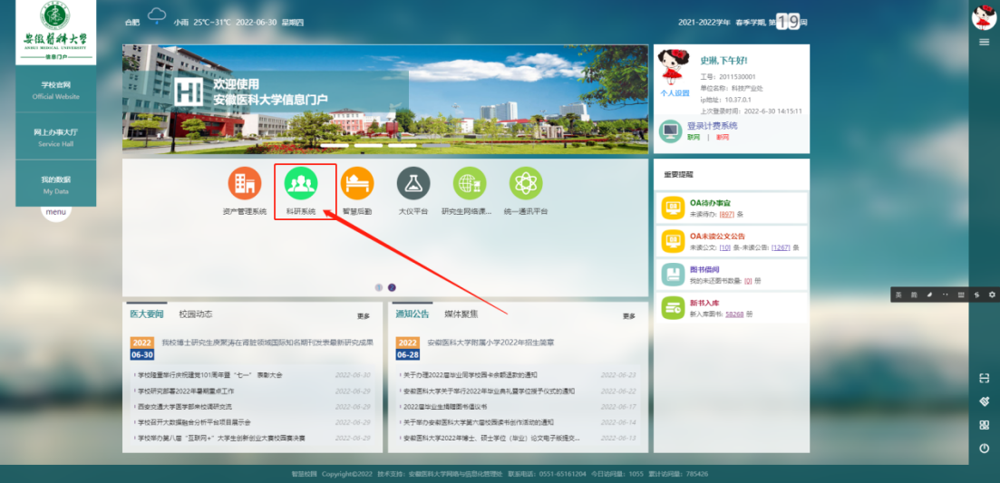 安徽医科大学
ANHUI MEDICAL UNIVERSITY
信息门户
学校官网
Official Website
网上办事大厅
Service Hall
我的数据
My Data
menu
合肥 小雨 25℃~31℃ 2022-06-30 星期四
2021-2022学年 春季学期, 第19周
HI
欢迎使用
安徽医科大学信息门户
史琳,下午好!
工号: 2011530001
单位名称: 科技产业处
ip地址: 10.37.0.1
上次登录时间: 2022-6-30 14:15:11
个人设置
登录计费系统
联网 | 断网
资产管理系统
科研系统
智慧后勤
大仪平台
研究生网络课...
统一通讯平台
1 2
重要提醒
OA待办事宜
未读待办: [897] 条
OA未读公文公告
未读公文: [10] 条-未读公告: [1267] 条
图书借阅
我的未还图书数量: [0] 册
新书入库
新入库图书: 58268 册
医大要闻 校园动态 更多
2022
06-30
我校博士研究生庹聚涛在肾脏领域国际知名期刊发表最新研究成果
学校隆重举行庆祝建党101周年暨“七一” 表彰大会 2022-06-30
学校研究部署2022年暑期重点工作 2022-06-29
西安交通大学医学部来校调研交流 2022-06-29
学校召开大数据融合分析平台项目展示会 2022-06-29
学校举办第八届“互联网+”大学生创新创业大赛校园赛决赛 2022-06-29
通知公告 媒体聚焦 更多
2022
06-28
安徽医科大学附属小学2022年招生简章
关于办理2022届毕业同学校园卡余额退款的通知 2022-06-23
安徽医科大学关于举行2022年毕业典礼暨学位授予仪式的通知 2022-06-22
2022届毕业生捐赠图书倡议书 2022-06-17
关于举办安徽医科大学第六届校园读书创作活动的通知 2022-06-14
安徽医科大学2022年博士、硕士学位（毕业）论文电子板提交... 2022-06-13
英
智慧校园 Copyright©2022 技术支持: 安徽医科大学网络与信息化管理处 联系电话: 0551-65161204 今日访问量: 1055 累计访问量: 785426